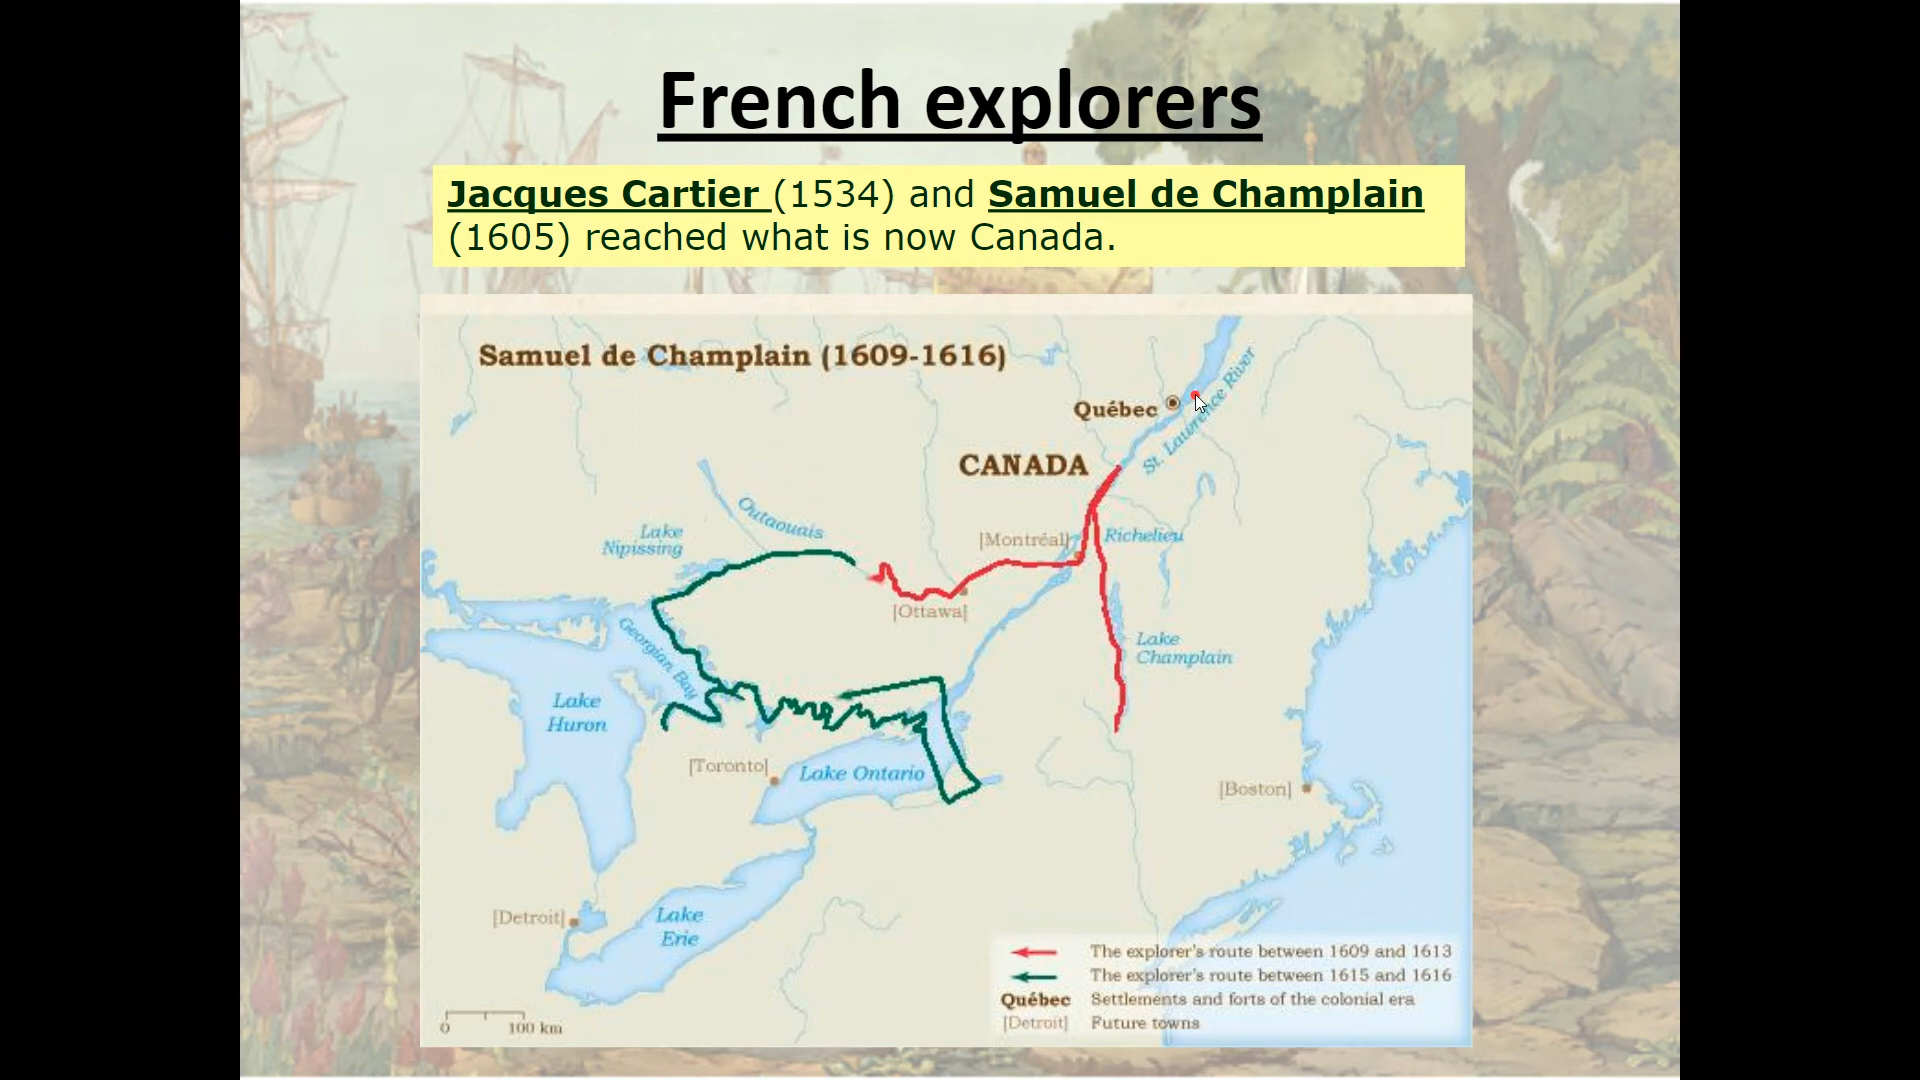 French explorers
Jacques Cartier (1534) and Samuel de Champlain
(1605) reached what is now Canada.
Samuel de Champlain (1609-1616)
St. Lawrence River
Québec
CANADA
Outaouais
Lake
Nipissing
[Montréal]
Richelieu
[Ottawa]
Georgian Bay
Lake
Champlain
Lake
Huron
[Toronto]
Lake Ontario
[Boston]
[Detroit]
Lake
Erie
The explorer's route between 1609 and 1613
The explorer's route between 1615 and 1616
Québec Settlements and forts of the colonial era
[Detroit] Future towns
0 100 km